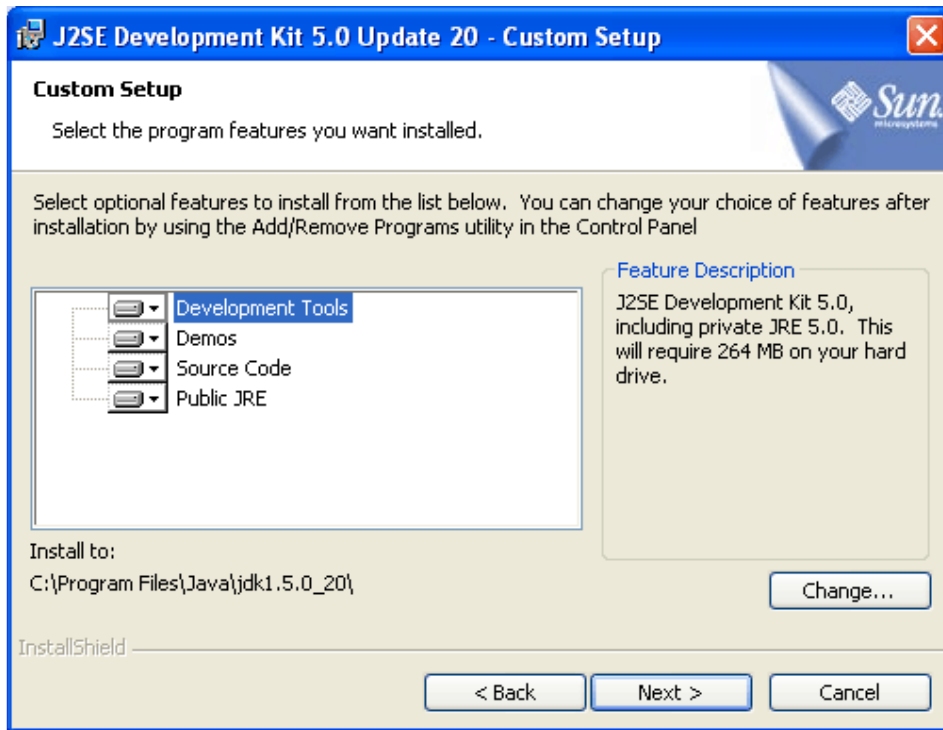 J2SE Development Kit 5.0 Update 20 - Custom Setup
Custom Setup
Select the program features you want installed.
Sun
microsystems
Select optional features to install from the list below.  You can change your choice of features after
installation by using the Add/Remove Programs utility in the Control Panel
Development Tools
Demos
Source Code
Public JRE
Feature Description
J2SE Development Kit 5.0,
including private JRE 5.0.  This
will require 264 MB on your hard
drive.
Install to:
C:\Program Files\Java\jdk1.5.0_20\
Change...
InstallShield
< Back
Next >
Cancel